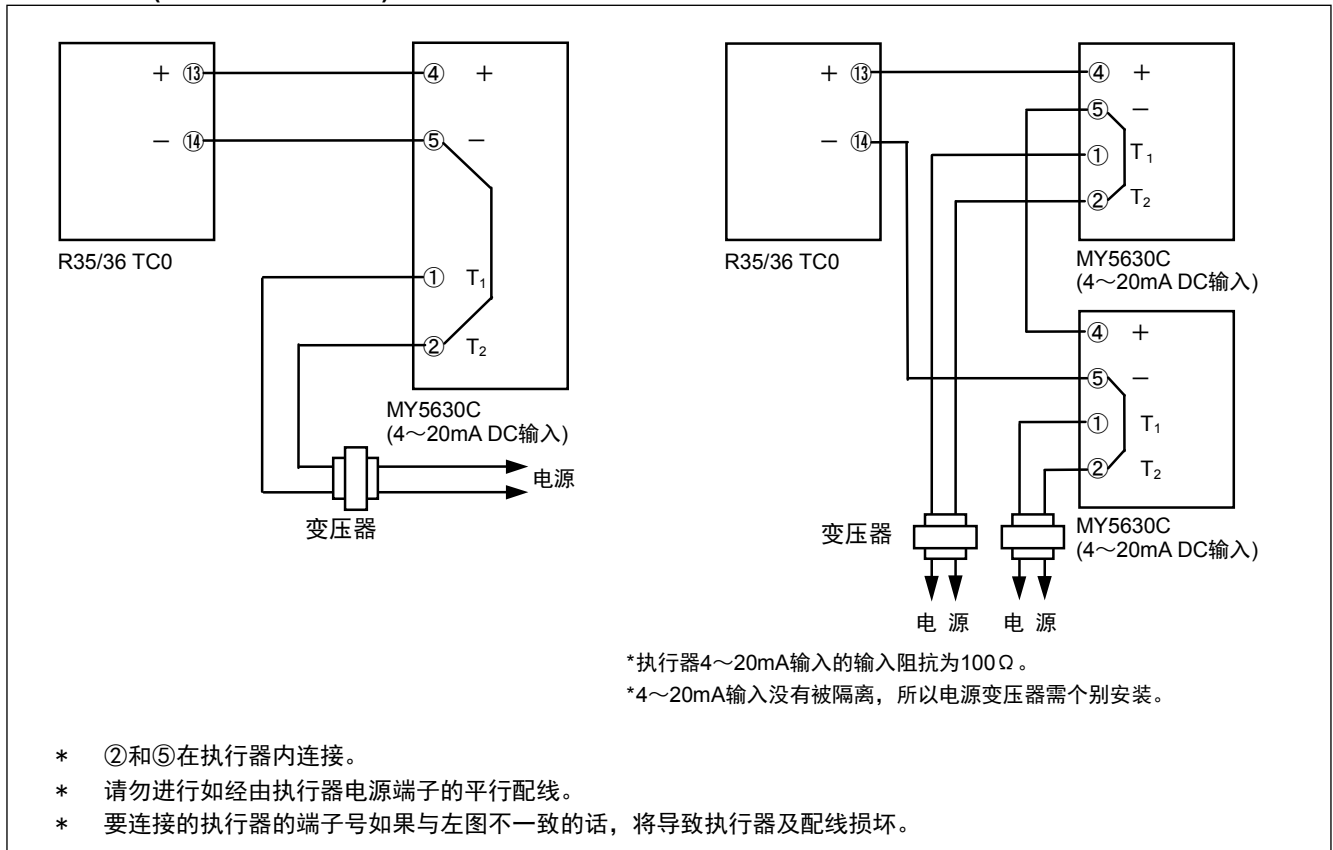 + ⑬
④ +
− ⑭
⑤ −
① T₁
② T₂
R35/36 TC0
MY5630C
(4～20mA DC输入)
电源
变压器
+ ⑬
④ +
⑤ −
− ⑭
① T₁
② T₂
R35/36 TC0
MY5630C
(4～20mA DC输入)
④ +
⑤ −
① T₁
② T₂
MY5630C
(4～20mA DC输入)
变压器
电 源 电 源
*执行器4～20mA输入的输入阻抗为100Ω。
*4～20mA输入没有被隔离，所以电源变压器需个别安装。
* ②和⑤在执行器内连接。
* 请勿进行如经由执行器电源端子的平行配线。
* 要连接的执行器的端子号如果与左图不一致的话，将导致执行器及配线损坏。